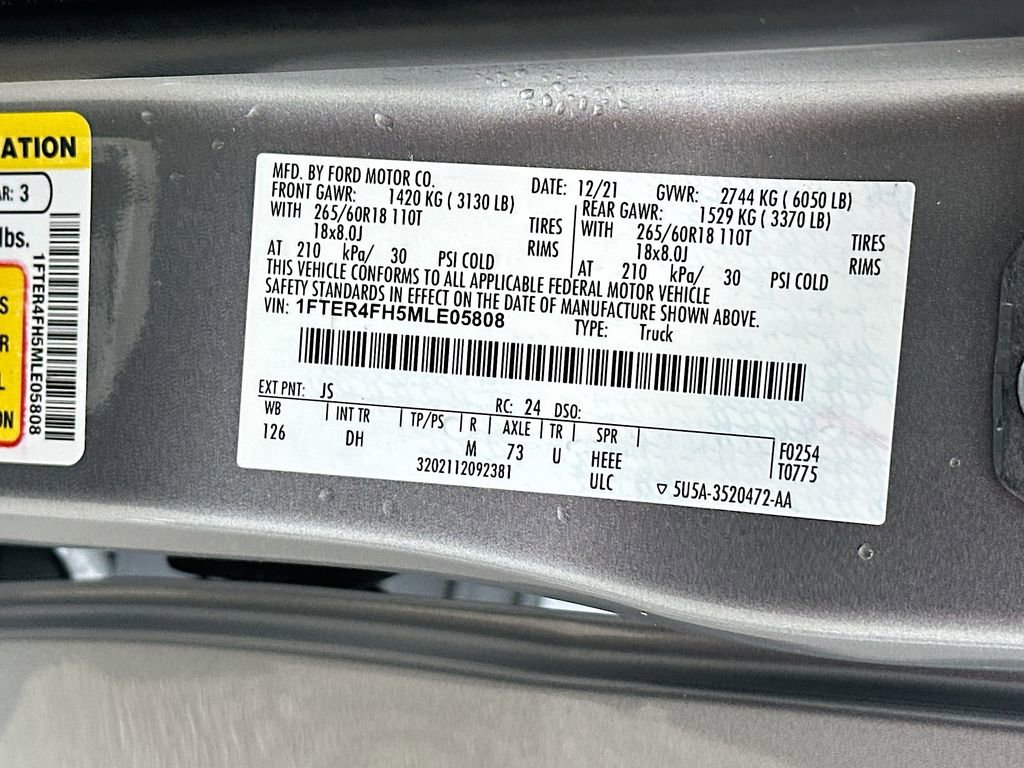 ATION
AR: 3
lbs.
S
R
L
ON
1FTER4FH5MLE05808
MFD. BY FORD MOTOR CO. DATE: 12/21 GVWR: 2744 KG ( 6050 LB)
FRONT GAWR: 1420 KG ( 3130 LB) REAR GAWR: 1529 KG ( 3370 LB)
WITH 265/60R18 110T TIRES WITH 265/60R18 110T TIRES
18x8.0J RIMS 18x8.0J RIMS
AT 210 kPa/ 30 PSI COLD AT 210 kPa/ 30 PSI COLD
THIS VEHICLE CONFORMS TO ALL APPLICABLE FEDERAL MOTOR VEHICLE
SAFETY STANDARDS IN EFFECT ON THE DATE OF MANUFACTURE SHOWN ABOVE.
VIN: 1FTER4FH5MLE05808 TYPE: Truck
EXT PNT: JS RC: 24 DSO:
WB INT TR TP/PS R AXLE TR SPR
126 DH M 73 U HEEE F0254
3202112092381 ULC T0775
▽ 5U5A-3520472-AA